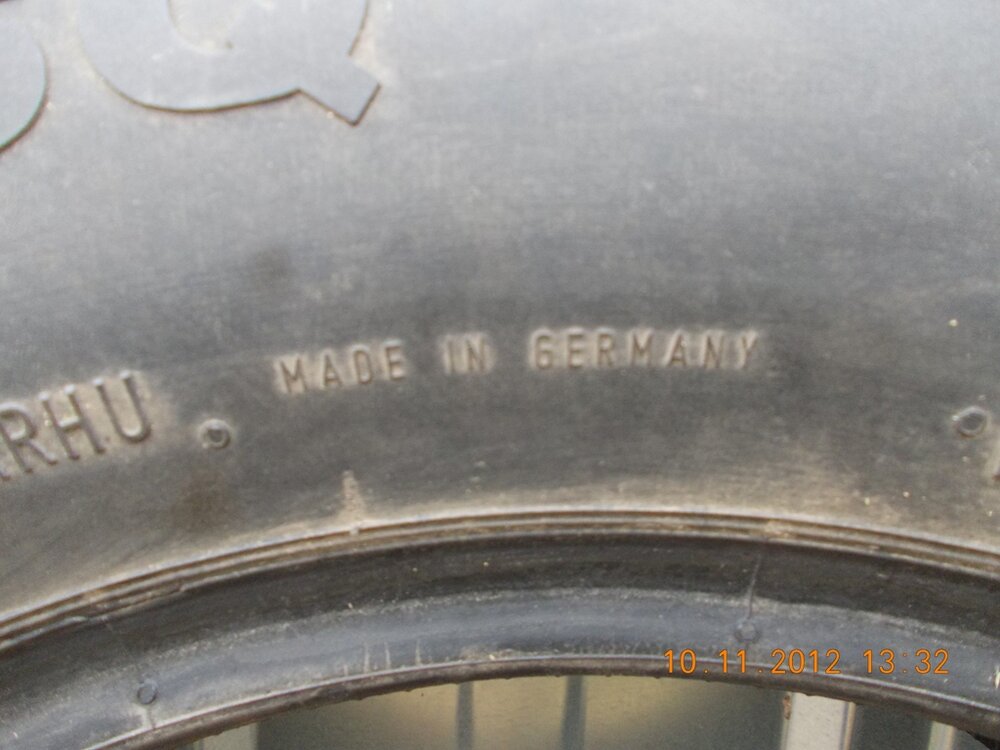 Q
RHU
MADE IN GERMANY
10.11.2012 13:32